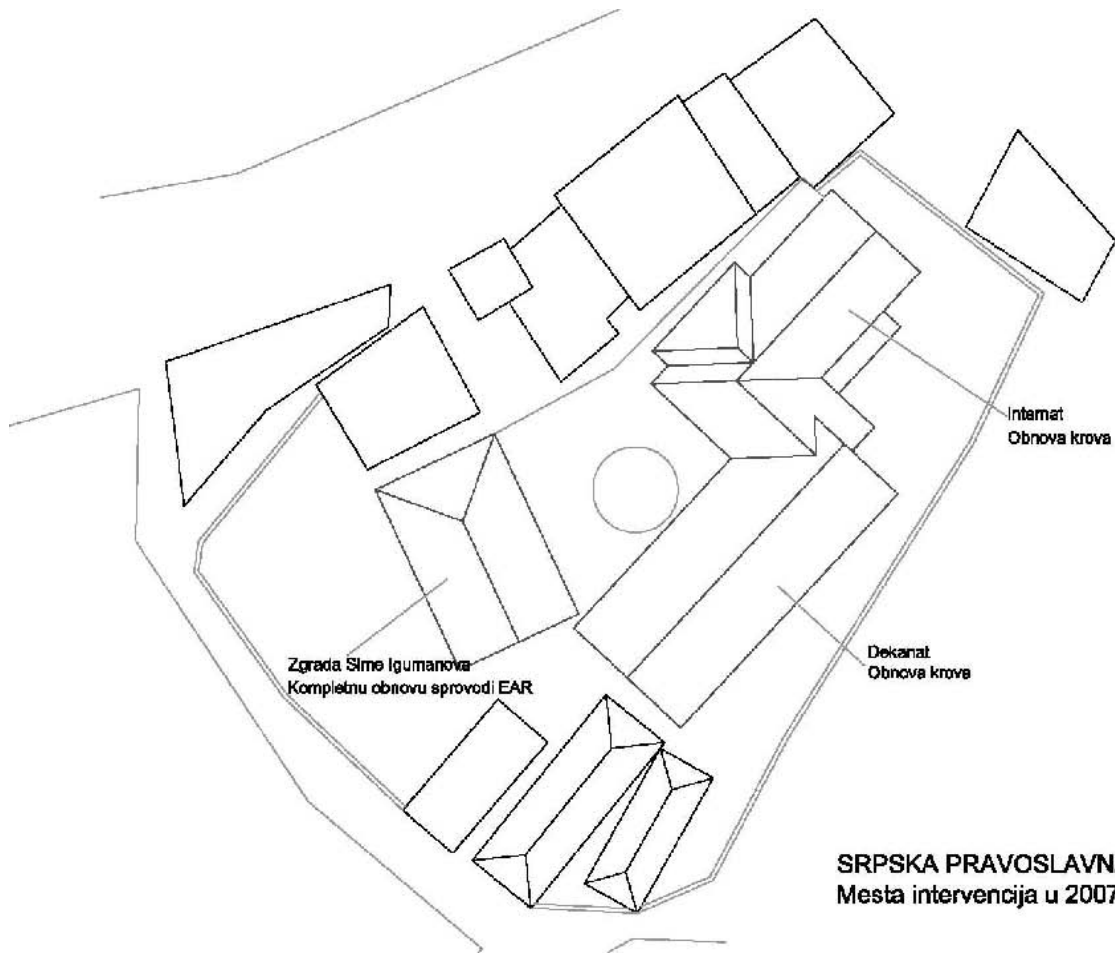 Internat
Obnova krova
Dekanat
Obnova krova
Zgrada Sime Igumanova
Kompletnu obnovu sprovodi EAR
SRPSKA PRAVOSLAVN
Mesta intervencija u 2007